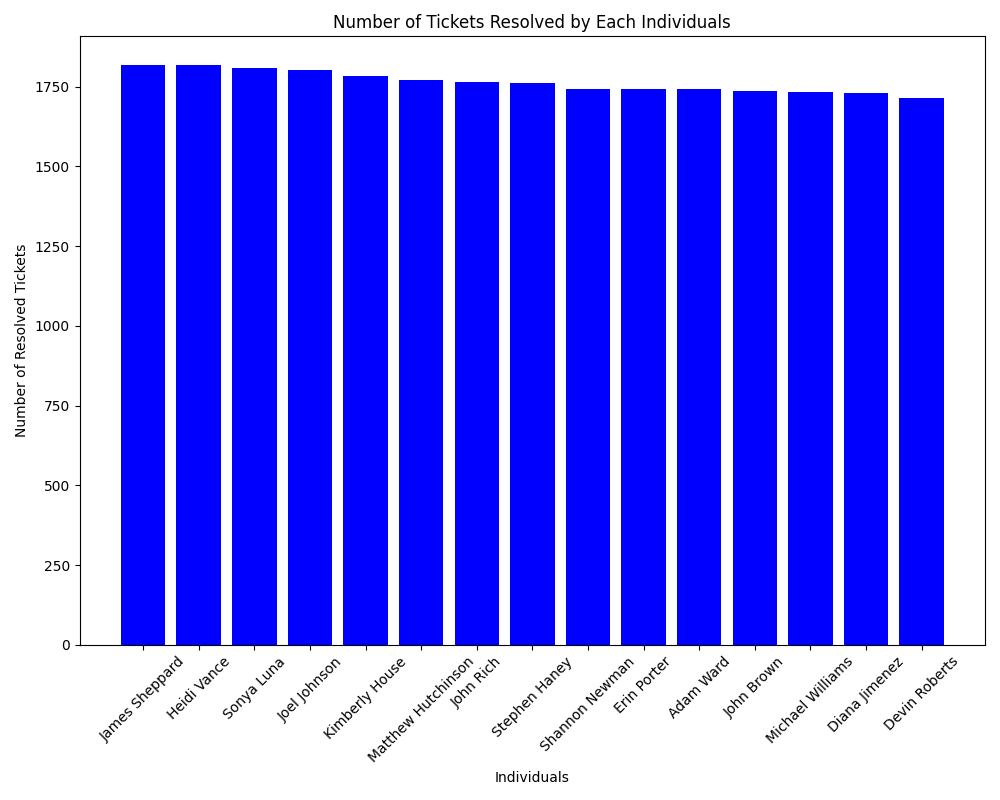 Number of Tickets Resolved by Each Individuals
Number of Resolved Tickets
1750
1500
1250
1000
750
500
250
0
James Sheppard
Heidi Vance
Sonya Luna
Joel Johnson
Kimberly House
Matthew Hutchinson
John Rich
Stephen Haney
Shannon Newman
Erin Porter
Adam Ward
John Brown
Michael Williams
Diana Jimenez
Devin Roberts
Individuals